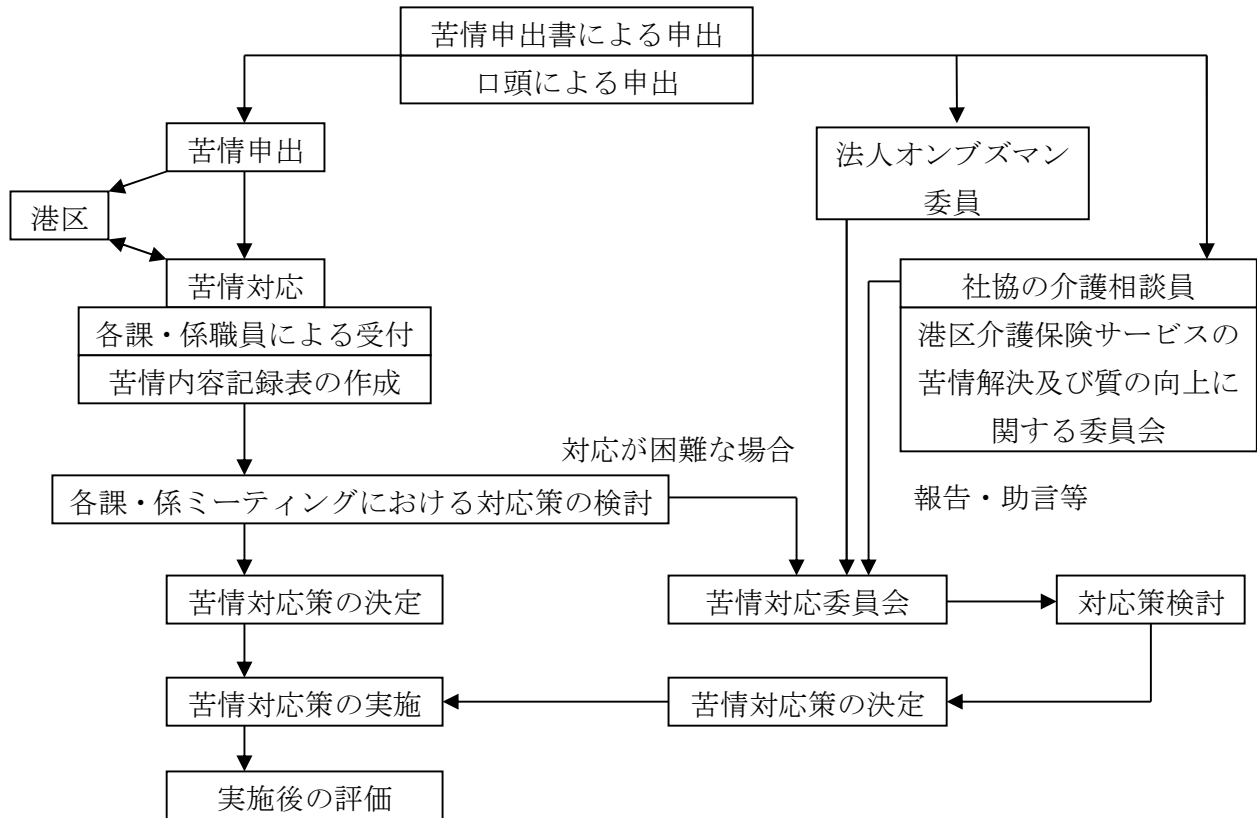 苦情申出書による申出
口頭による申出
苦情申出
法人オンブズマン
委員
港区
苦情対応
社協の介護相談員
各課・係職員による受付
港区介護保険サービスの
苦情解決及び質の向上に
関する委員会
苦情内容記録表の作成
対応が困難な場合
各課・係ミーティングにおける対応策の検討
報告・助言等
苦情対応策の決定
苦情対応委員会
対応策検討
苦情対応策の実施
苦情対応策の決定
実施後の評価